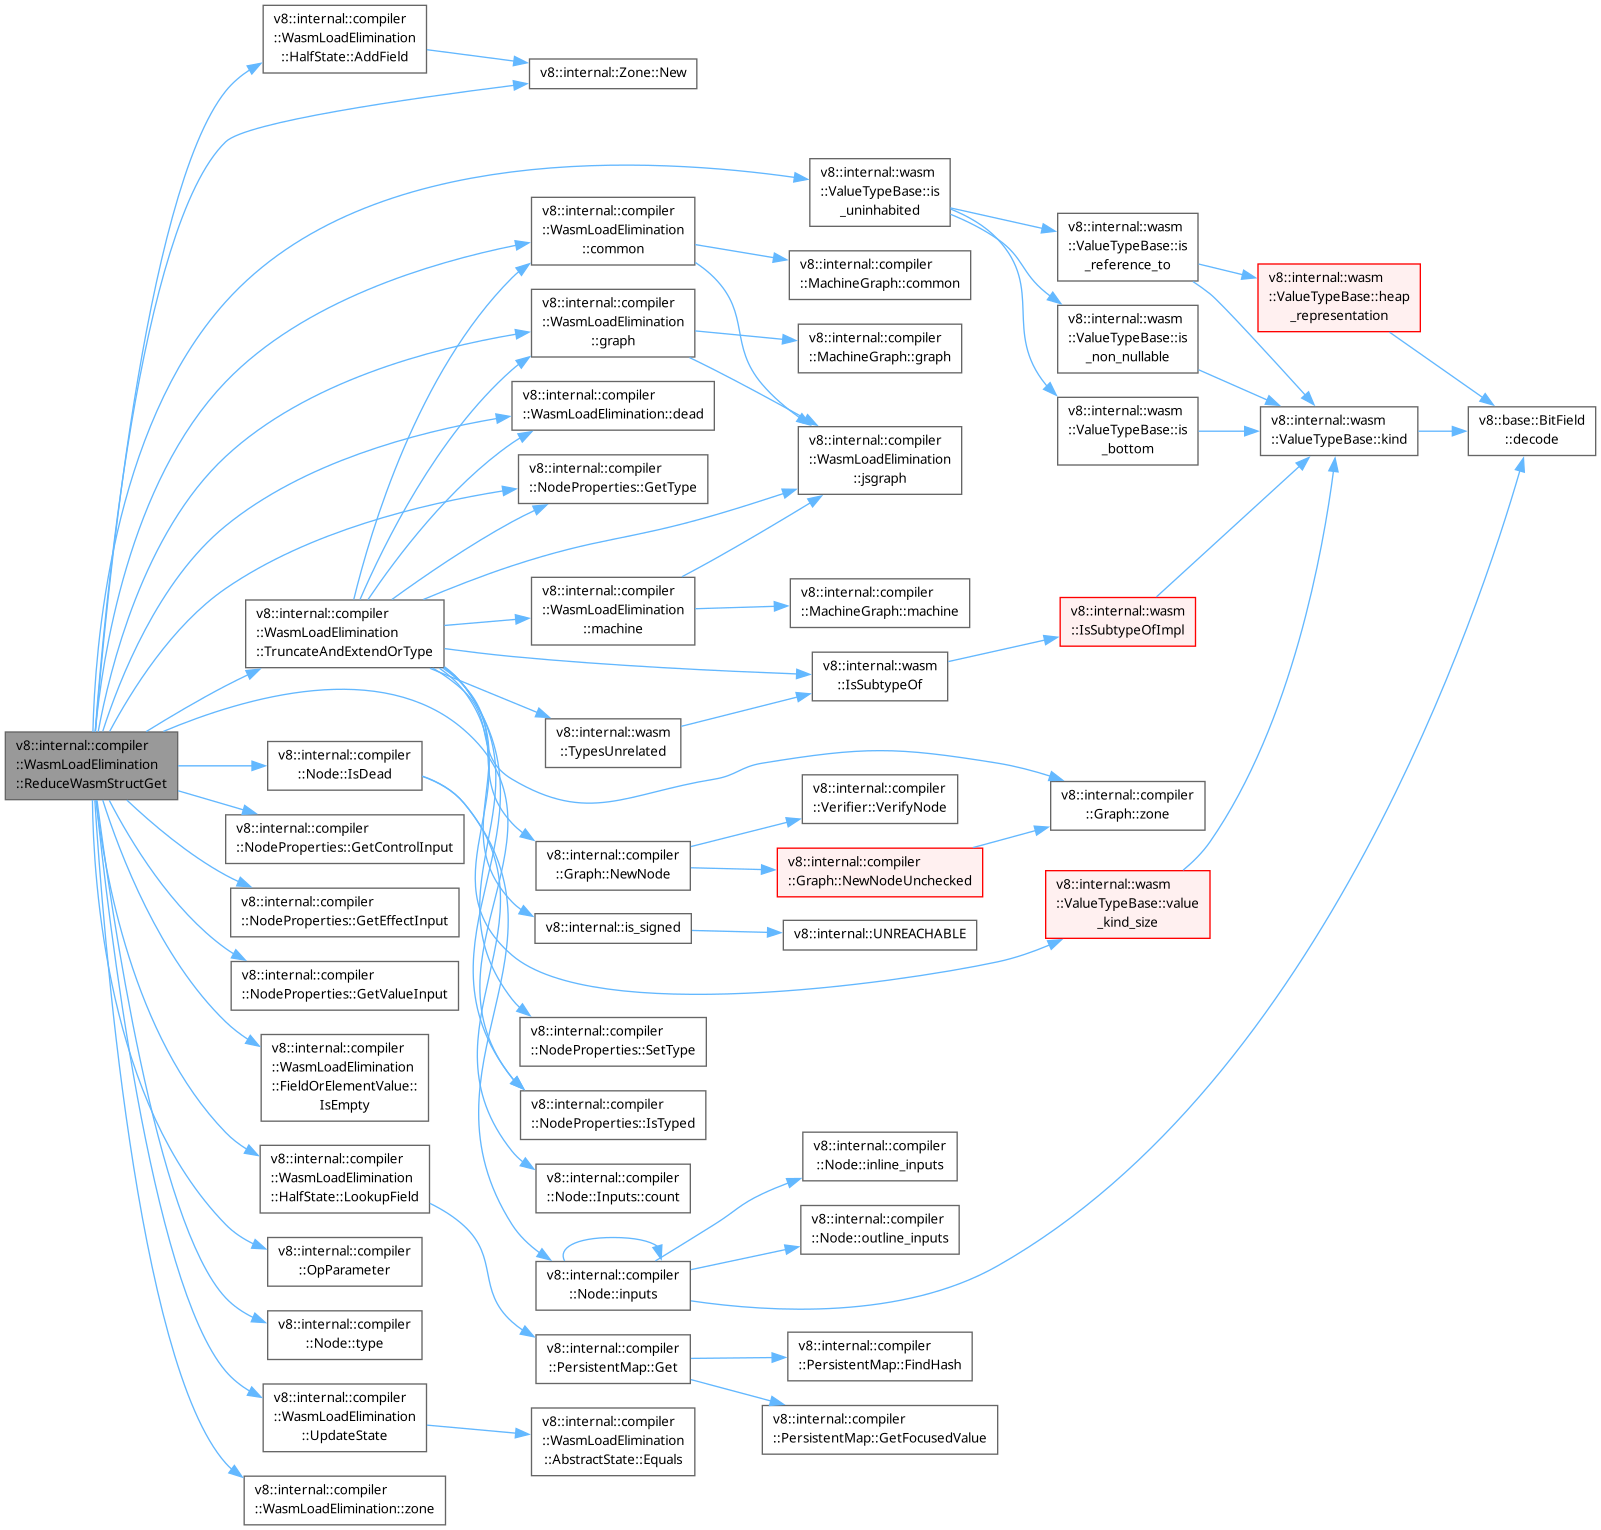 v8::internal::compiler
::WasmLoadElimination
::ReduceWasmStructGet
v8::internal::compiler
::WasmLoadElimination
::HalfState::AddField
v8::internal::Zone::New
v8::internal::compiler
::WasmLoadElimination
::TruncateAndExtendOrType
v8::internal::compiler
::WasmLoadElimination
::common
v8::internal::compiler
::WasmLoadElimination
::graph
v8::internal::compiler
::WasmLoadElimination::dead
v8::internal::compiler
::NodeProperties::GetType
v8::internal::wasm
::ValueTypeBase::is
_uninhabited
v8::internal::compiler
::MachineGraph::common
v8::internal::compiler
::MachineGraph::graph
v8::internal::compiler
::WasmLoadElimination
::jsgraph
v8::internal::wasm
::ValueTypeBase::is
_reference_to
v8::internal::wasm
::ValueTypeBase::is
_non_nullable
v8::internal::wasm
::ValueTypeBase::is
_bottom
v8::internal::wasm
::ValueTypeBase::heap
_representation
v8::internal::wasm
::ValueTypeBase::kind
v8::base::BitField
::decode
v8::internal::compiler
::WasmLoadElimination
::machine
v8::internal::compiler
::MachineGraph::machine
v8::internal::wasm
::IsSubtypeOf
v8::internal::wasm
::IsSubtypeOfImpl
v8::internal::wasm
::TypesUnrelated
v8::internal::compiler
::Graph::zone
v8::internal::compiler
::Verifier::VerifyNode
v8::internal::compiler
::Graph::NewNode
v8::internal::compiler
::Graph::NewNodeUnchecked
v8::internal::wasm
::ValueTypeBase::value
_kind_size
v8::internal::is_signed
v8::internal::UNREACHABLE
v8::internal::compiler
::NodeProperties::SetType
v8::internal::compiler
::NodeProperties::IsTyped
v8::internal::compiler
::Node::IsDead
v8::internal::compiler
::Node::Inputs::count
v8::internal::compiler
::Node::inputs
v8::internal::compiler
::Node::inline_inputs
v8::internal::compiler
::Node::outline_inputs
v8::internal::compiler
::NodeProperties::GetControlInput
v8::internal::compiler
::NodeProperties::GetEffectInput
v8::internal::compiler
::NodeProperties::GetValueInput
v8::internal::compiler
::WasmLoadElimination
::FieldOrElementValue::
IsEmpty
v8::internal::compiler
::WasmLoadElimination
::HalfState::LookupField
v8::internal::compiler
::PersistentMap::Get
v8::internal::compiler
::PersistentMap::FindHash
v8::internal::compiler
::PersistentMap::GetFocusedValue
v8::internal::compiler
::OpParameter
v8::internal::compiler
::Node::type
v8::internal::compiler
::WasmLoadElimination
::UpdateState
v8::internal::compiler
::WasmLoadElimination
::AbstractState::Equals
v8::internal::compiler
::WasmLoadElimination::zone